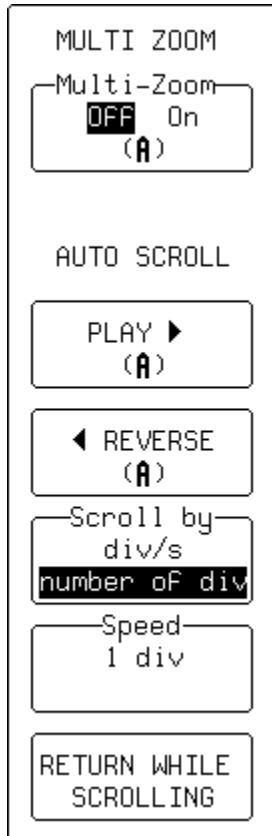 MULTI ZOOM
Multi-Zoom
OFF On
(A)
AUTO SCROLL
PLAY ▶
(A)
◀ REVERSE
(A)
Scroll by
div/s
number of div
Speed
1 div
RETURN WHILE
SCROLLING